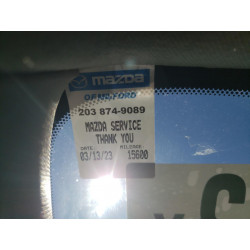 mazda
OF MILFORD
203 874-9089
MAZDA SERVICE
THANK YOU
DATE: MILEAGE
03/13/23 15600
C